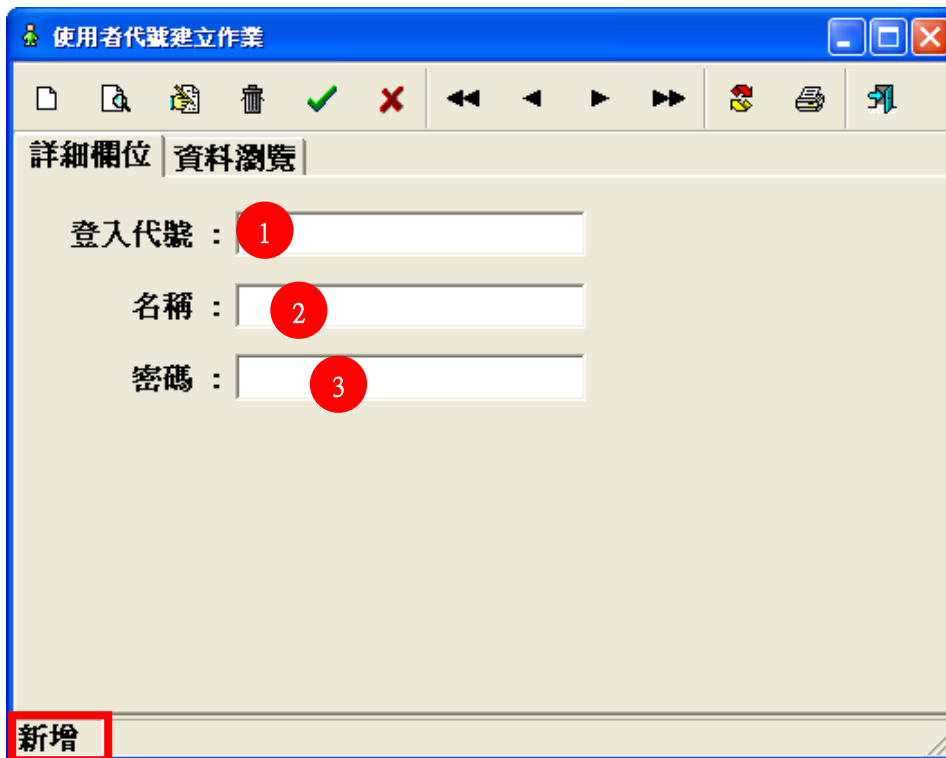 使用者代號建立作業
詳細欄位 資料瀏覽
登入代號 : 1
名稱 : 2
密碼 : 3
新增